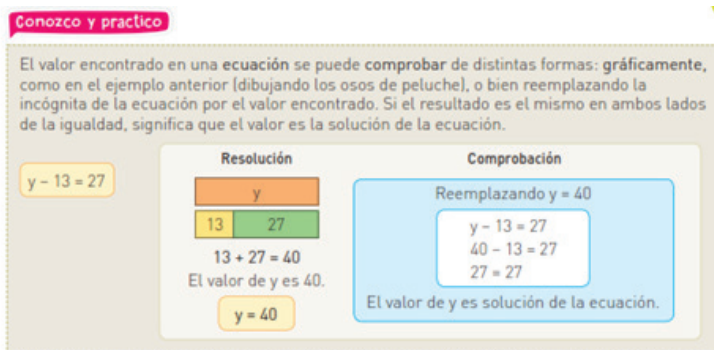 Conozco y practico
El valor encontrado en una ecuación se puede comprobar de distintas formas: gráficamente,
como en el ejemplo anterior (dibujando los osos de peluche), o bien reemplazando la
incógnita de la ecuación por el valor encontrado. Si el resultado es el mismo en ambos lados
de la igualdad, significa que el valor es la solución de la ecuación.
y – 13 = 27
Resolución
y
13 27
13 + 27 = 40
El valor de y es 40.
y = 40
Comprobación
Reemplazando y = 40
y – 13 = 27
40 – 13 = 27
27 = 27
El valor de y es solución de la ecuación.